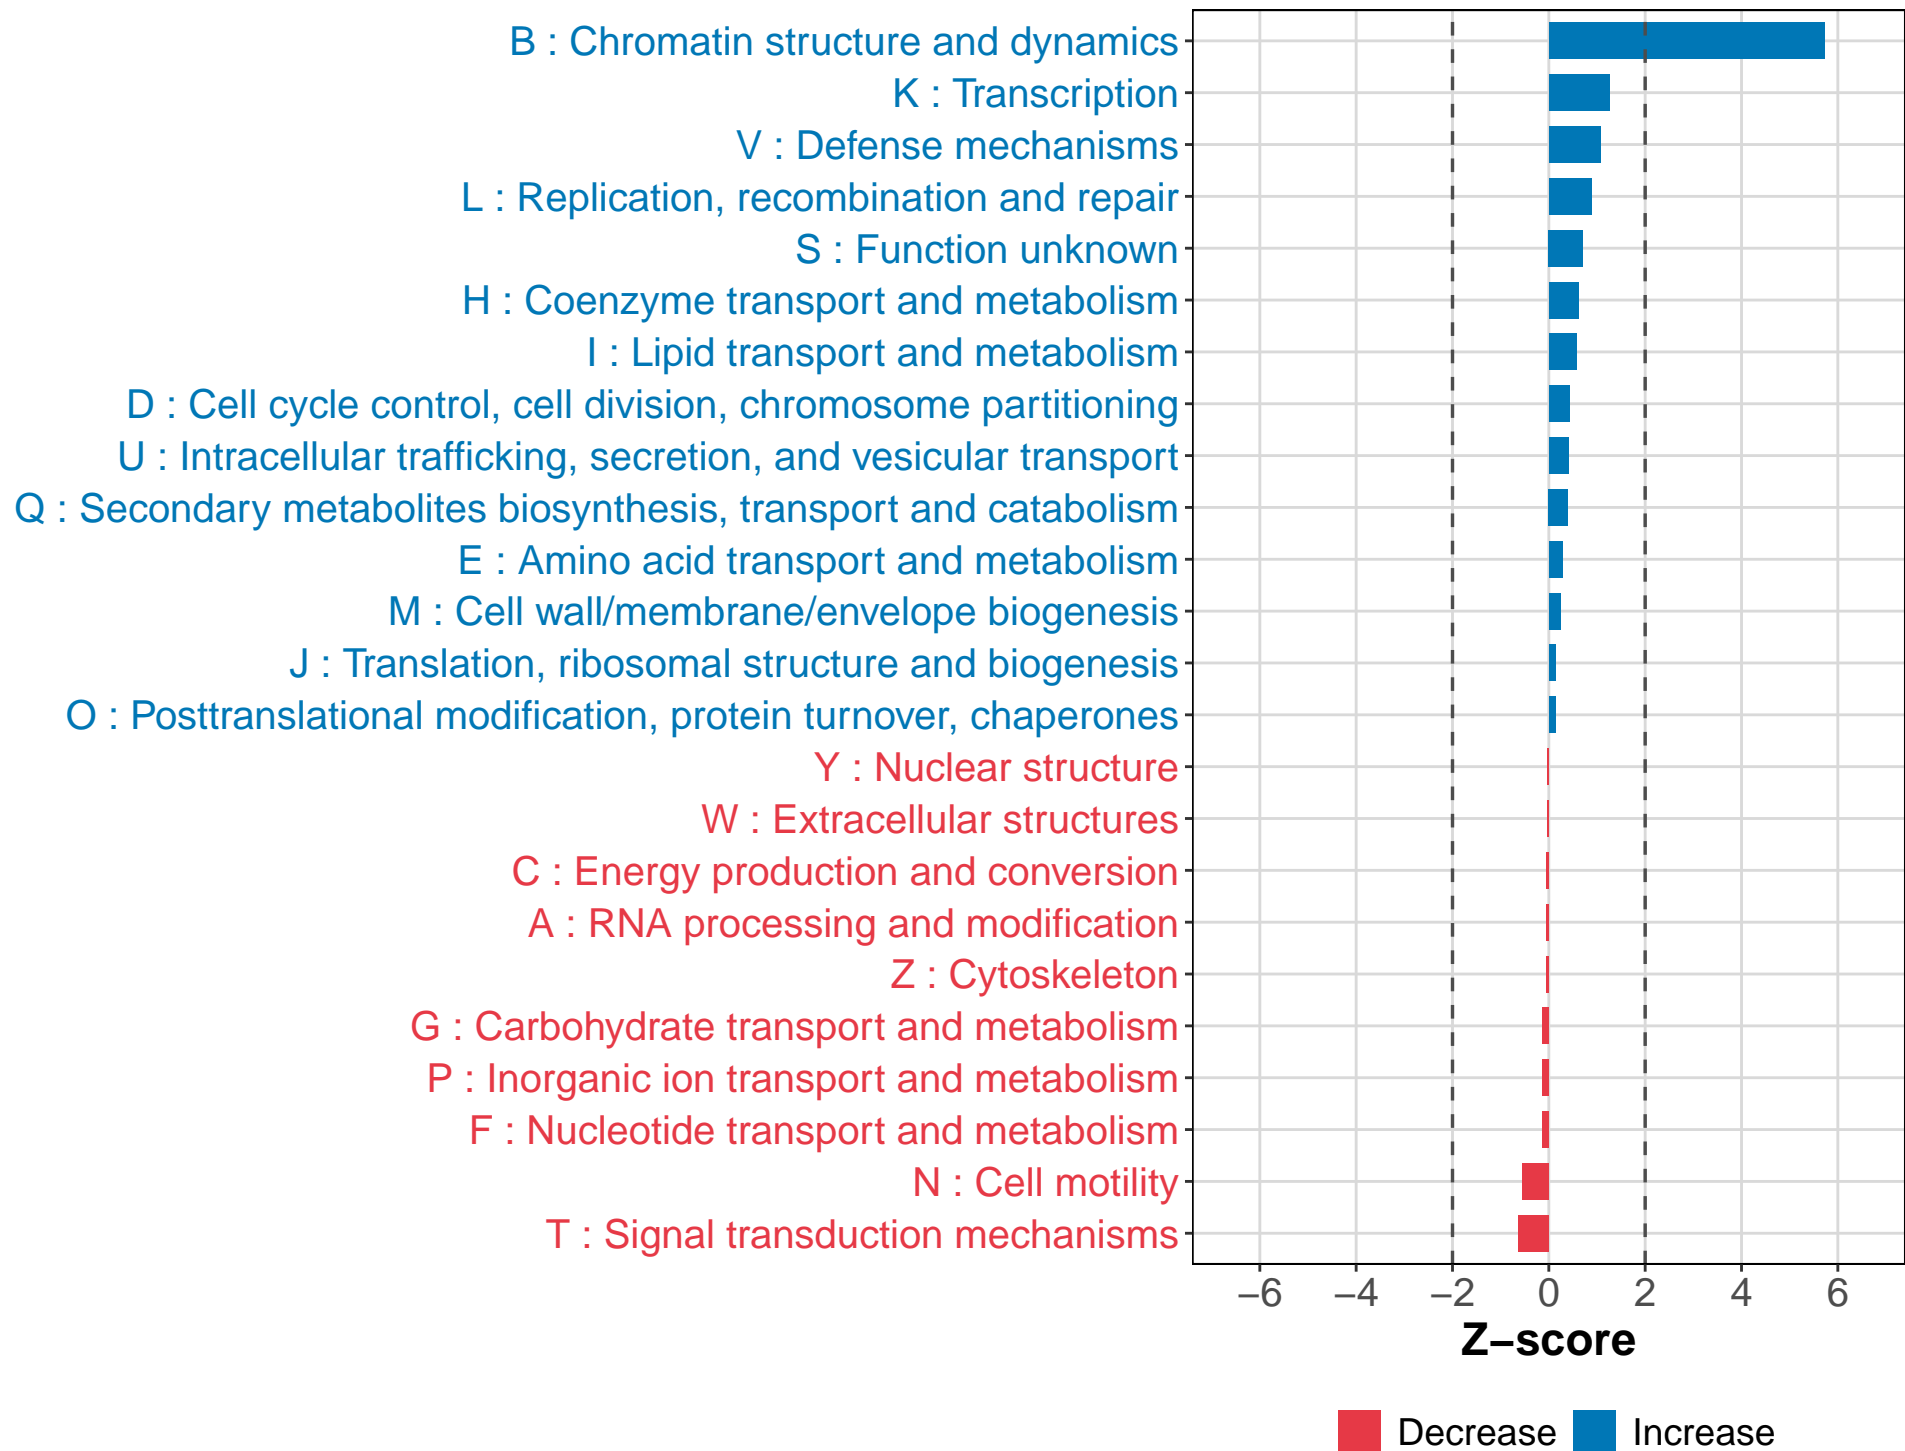 B : Chromatin structure and dynamics
K : Transcription
V : Defense mechanisms
L : Replication, recombination and repair
S : Function unknown
H : Coenzyme transport and metabolism
I : Lipid transport and metabolism
D : Cell cycle control, cell division, chromosome partitioning
U : Intracellular trafficking, secretion, and vesicular transport
Q : Secondary metabolites biosynthesis, transport and catabolism
E : Amino acid transport and metabolism
M : Cell wall/membrane/envelope biogenesis
J : Translation, ribosomal structure and biogenesis
O : Posttranslational modification, protein turnover, chaperones
Y : Nuclear structure
W : Extracellular structures
C : Energy production and conversion
A : RNA processing and modification
Z : Cytoskeleton
G : Carbohydrate transport and metabolism
P : Inorganic ion transport and metabolism
F : Nucleotide transport and metabolism
N : Cell motility
T : Signal transduction mechanisms
−6 −4 −2 0 2 4 6
Z−score
Decrease Increase